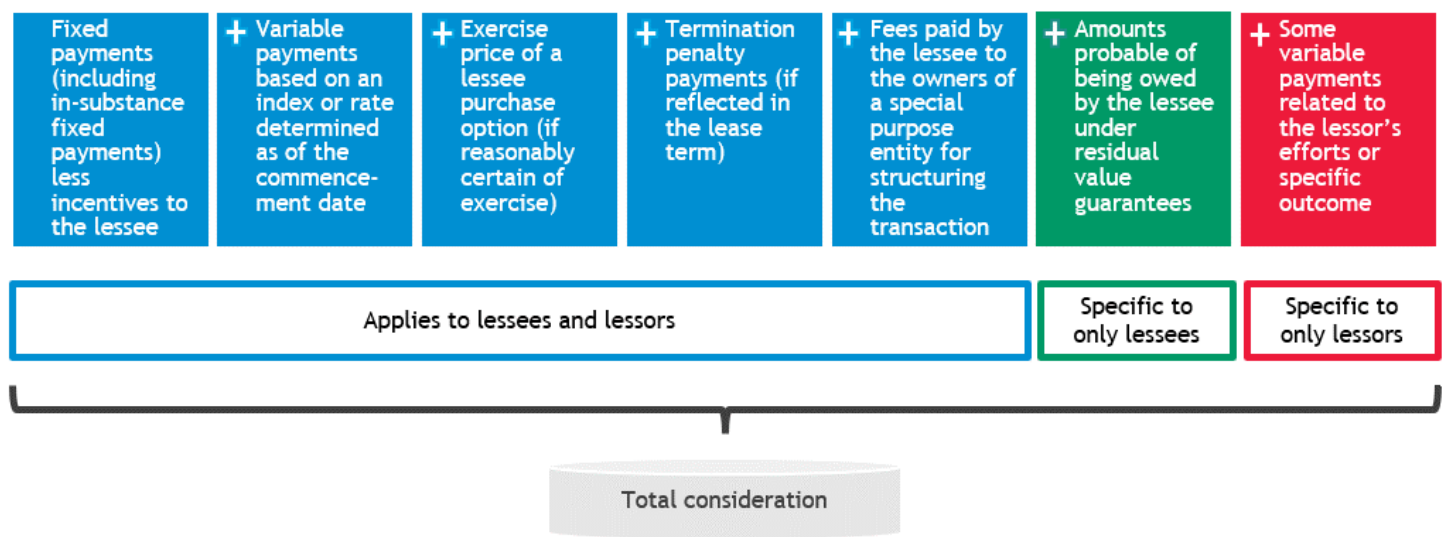 Fixed
payments
(including
in-substance
fixed
payments)
less
incentives to
the lessee
+ Variable
payments
based on an
index or rate
determined
as of the
commence-
ment date
+ Exercise
price of a
lessee
purchase
option (if
reasonably
certain of
exercise)
+ Termination
penalty
payments (if
reflected in
the lease
term)
+ Fees paid by
the lessee to
the owners of
a special
purpose
entity for
structuring
the
transaction
+ Amounts
probable of
being owed
by the lessee
under
residual
value
guarantees
+ Some
variable
payments
related to
the lessor’s
efforts or
specific
outcome
Applies to lessees and lessors
Specific to
only lessees
Specific to
only lessors
Total consideration